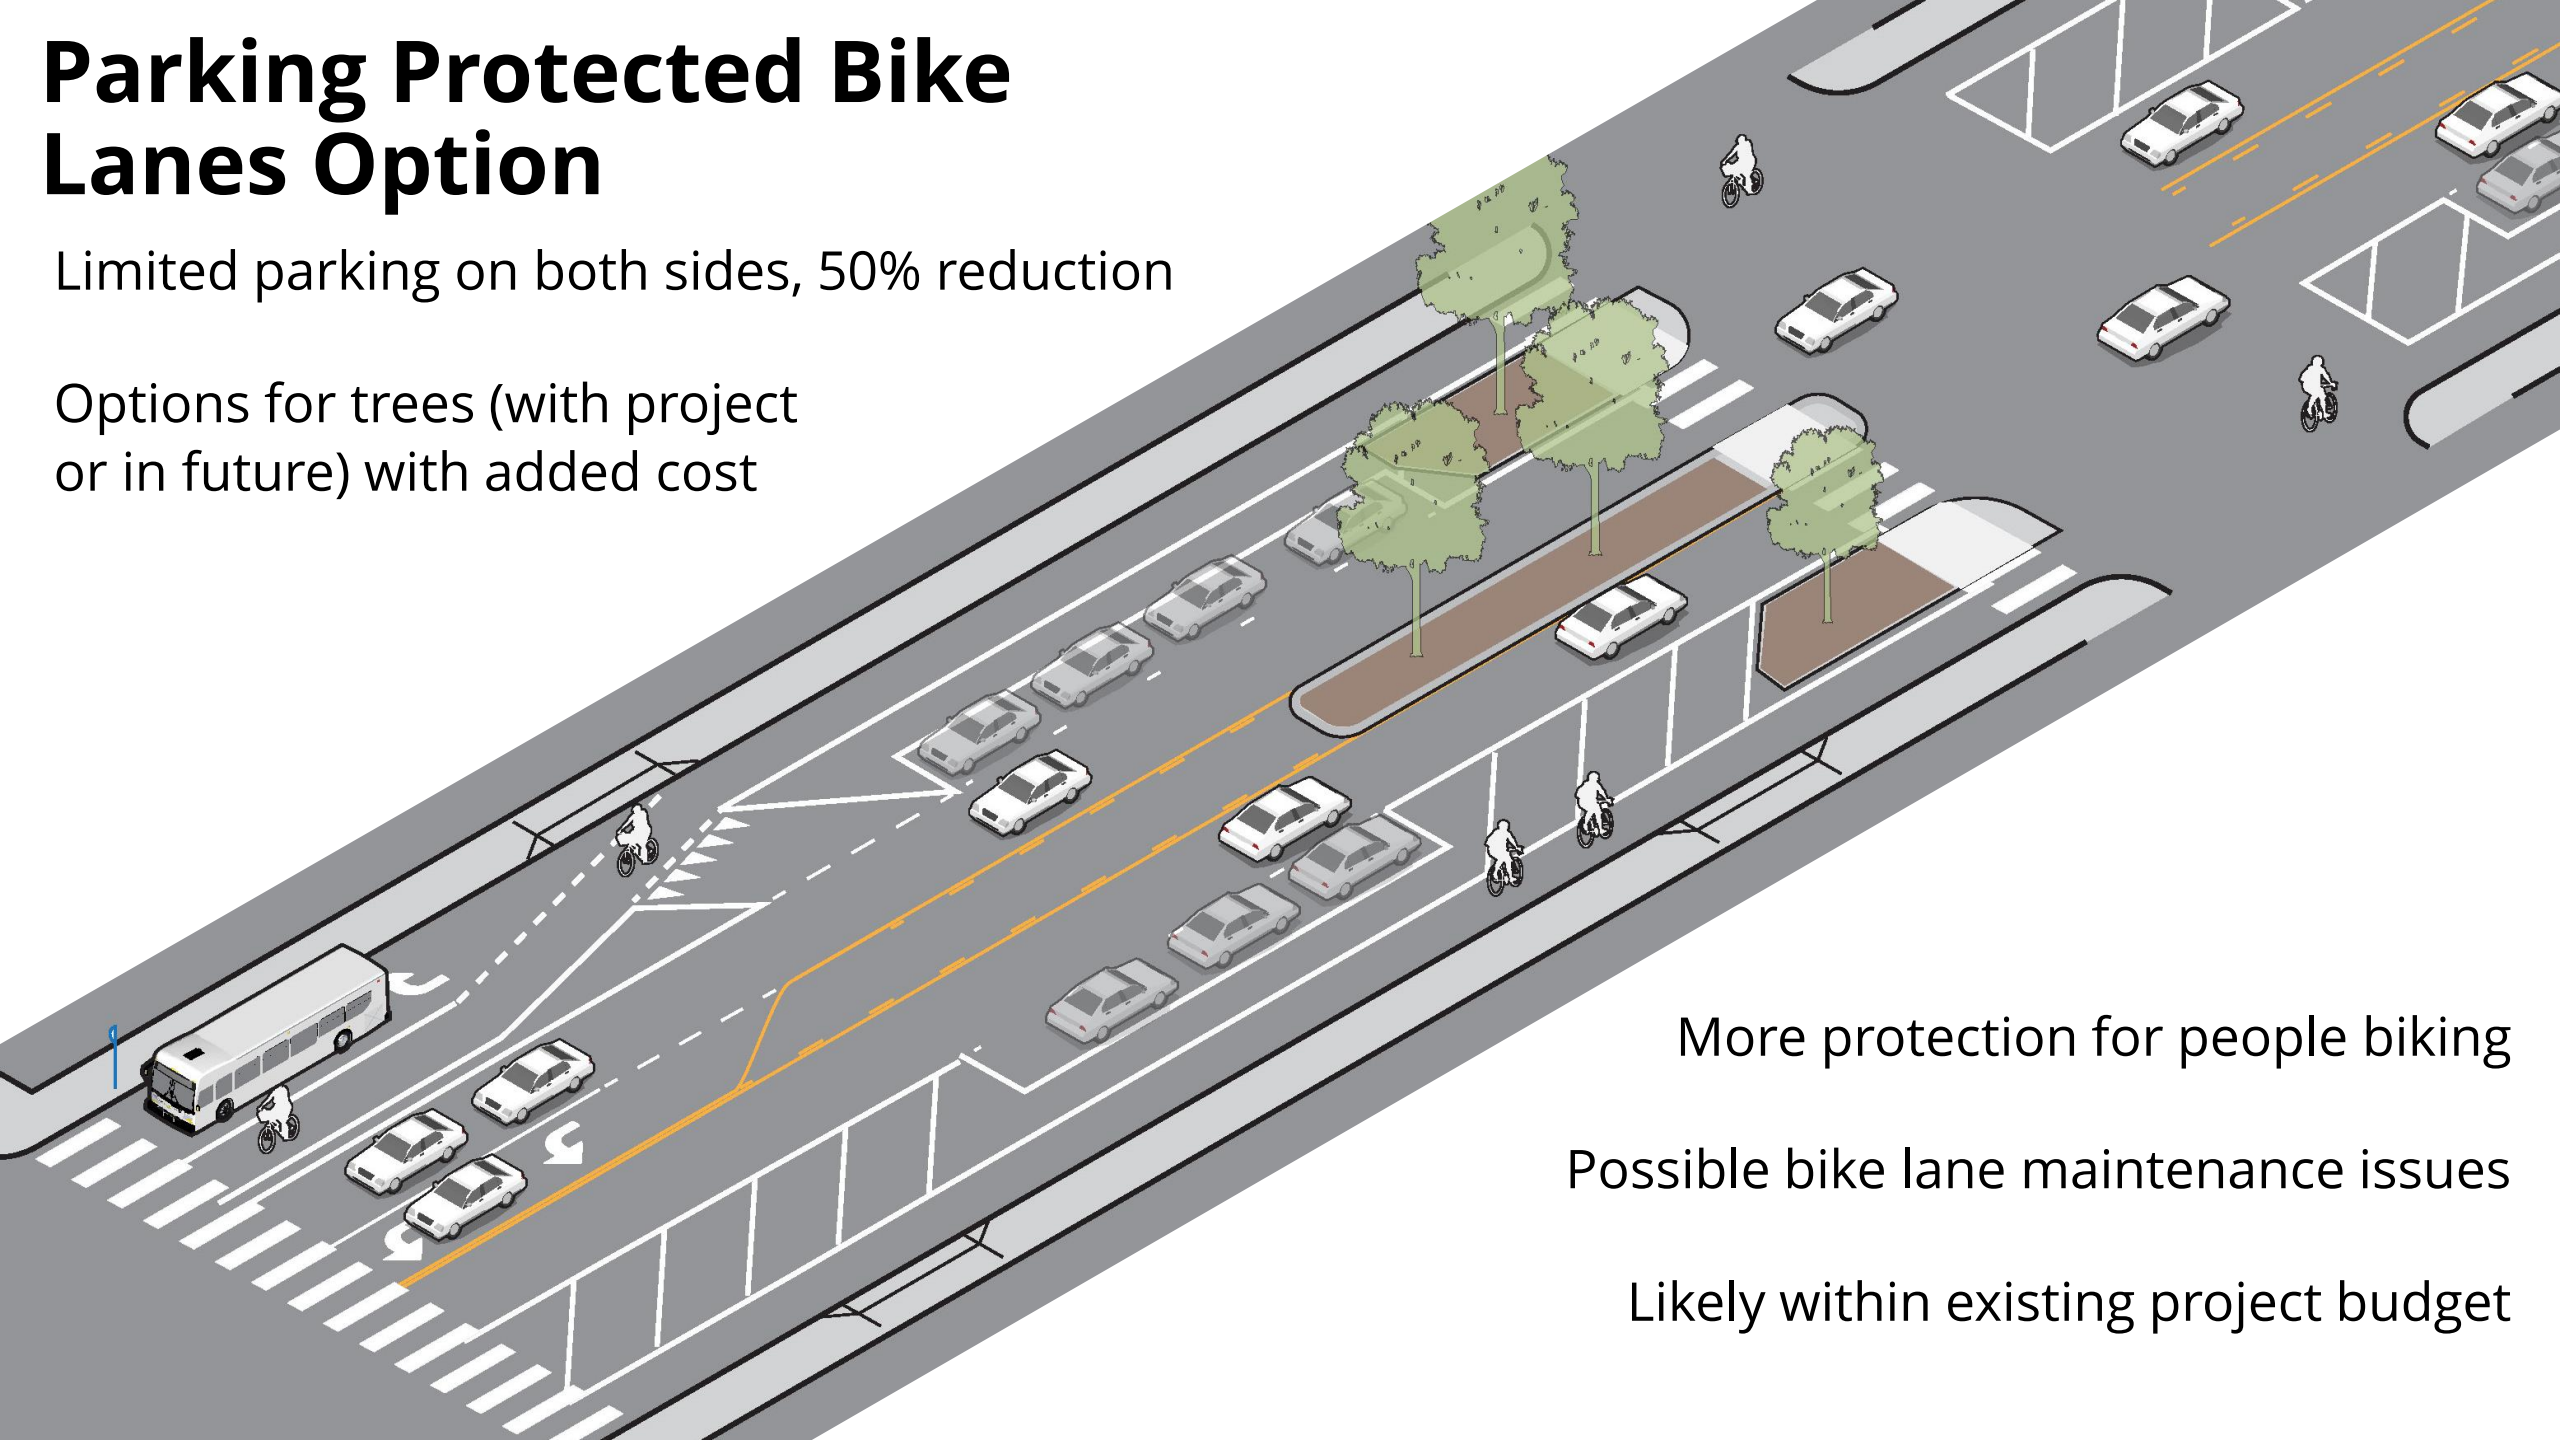 Parking Protected Bike
Lanes Option
Limited parking on both sides, 50% reduction
Options for trees (with project
or in future) with added cost
More protection for people biking
Possible bike lane maintenance issues
Likely within existing project budget